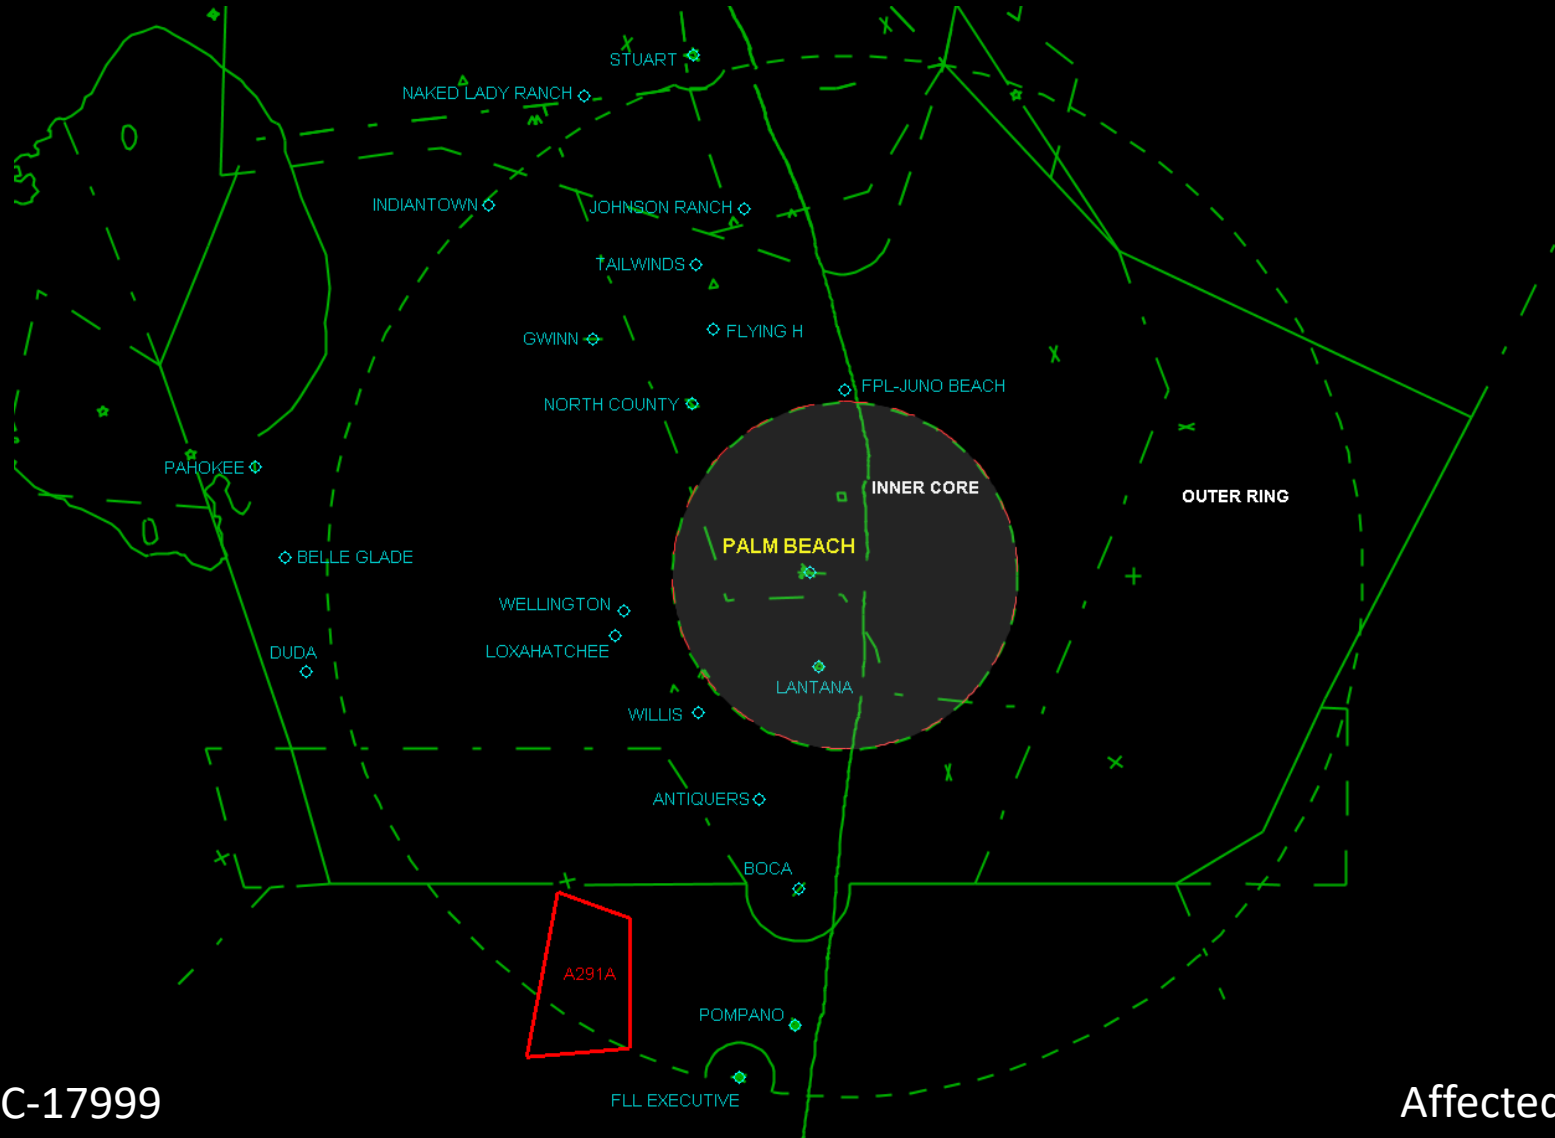 STUART
NAKED LADY RANCH
INDIANTOWN
JOHNSON RANCH
TAILWINDS
GWINN
FLYING H
FPL-JUNO BEACH
NORTH COUNTY
PAHOKEE
INNER CORE
OUTER RING
PALM BEACH
BELLE GLADE
WELLINGTON
LOXAHATCHEE
DUDA
LANTANA
WILLIS
ANTIQUERS
BOCA
A291A
POMPANO
FLL EXECUTIVE
C-17999
Affected